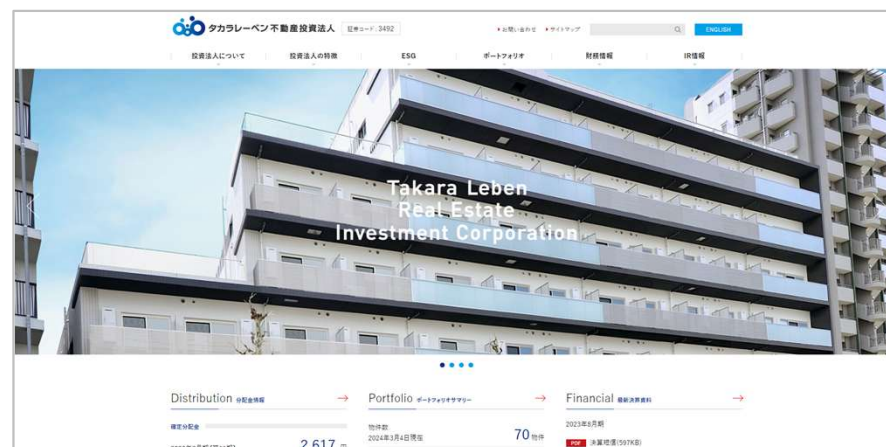 タカラレーベン不動産投資法人
証券コード:3492
お問い合わせ
サイトマップ
ENGLISH
投資法人について
投資法人の特徴
ESG
ポートフォリオ
財務情報
IR情報
Takara Leben
Real Estate
Investment Corporation
Distribution 分配金情報
確定分配金
2,617 円
Portfolio ポートフォリオサマリー
物件数
2024年3月4日現在
70 物件
Financial 最新決算資料
2023年8月期
PDF 決算短信(597KB)